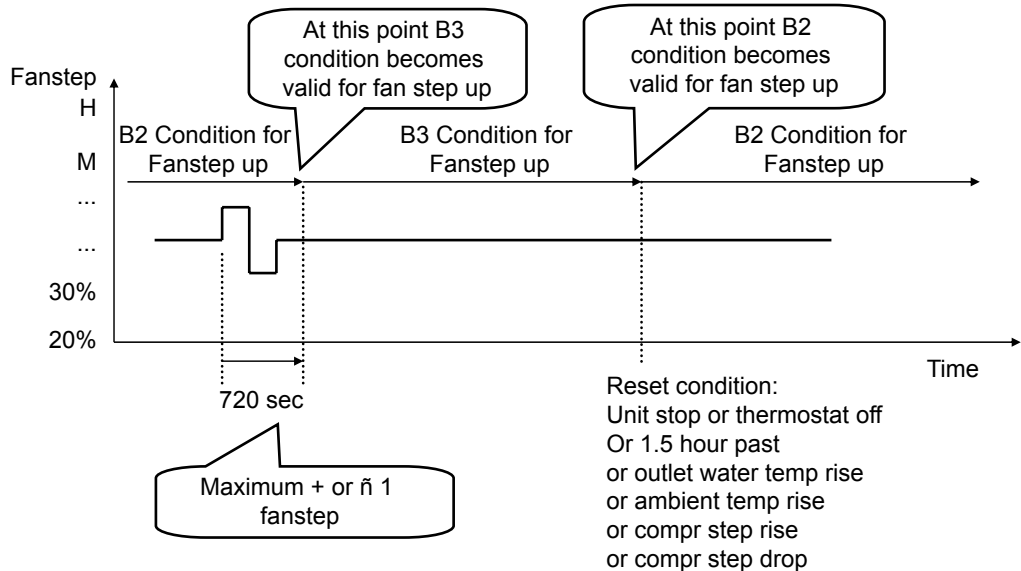 At this point B3
condition becomes
valid for fan step up
At this point B2
condition becomes
valid for fan step up
Fanstep
H
M
...
...
30%
20%
B2 Condition for
Fanstep up
B3 Condition for
Fanstep up
B2 Condition for
Fanstep up
Time
720 sec
Maximum + or ñ 1
fanstep
Reset condition:
Unit stop or thermostat off
Or 1.5 hour past
or outlet water temp rise
or ambient temp rise
or compr step rise
or compr step drop